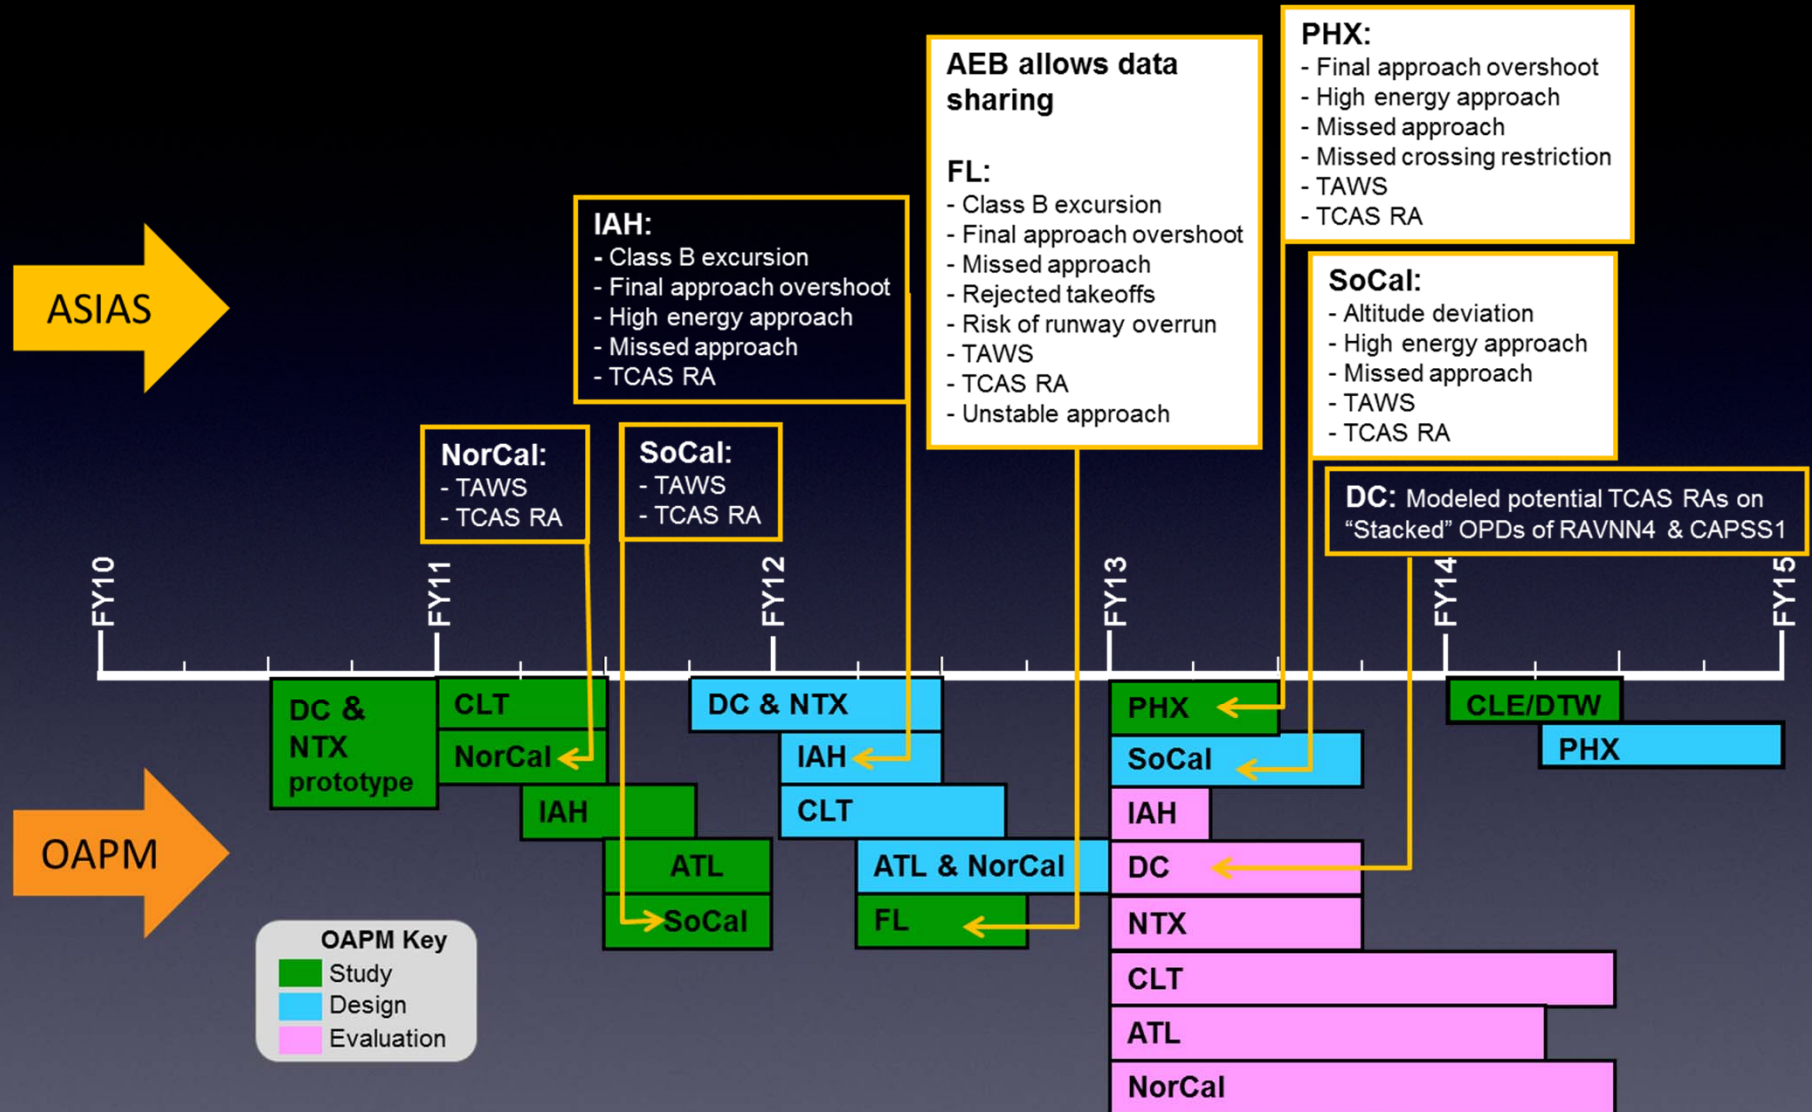 PHX:
- Final approach overshoot
- High energy approach
- Missed approach
- Missed crossing restriction
- TAWS
- TCAS RA
AEB allows data
sharing
FL:
- Class B excursion
- Final approach overshoot
- Missed approach
- Rejected takeoffs
- Risk of runway overrun
- TAWS
- TCAS RA
- Unstable approach
IAH:
- Class B excursion
- Final approach overshoot
- High energy approach
- Missed approach
- TCAS RA
SoCal:
- Altitude deviation
- High energy approach
- Missed approach
- TAWS
- TCAS RA
ASIAS
NorCal:
- TAWS
- TCAS RA
SoCal:
- TAWS
- TCAS RA
DC: Modeled potential TCAS RAs on
“Stacked” OPDs of RAVNN4 & CAPSS1
FY10
FY11
FY12
FY13
FY14
FY15
DC &
NTX
prototype
CLT
NorCal
IAH
ATL
SoCal
DC & NTX
IAH
CLT
ATL & NorCal
FL
PHX
SoCal
IAH
DC
NTX
CLT
ATL
NorCal
CLE/DTW
PHX
OAPM
OAPM Key
Study
Design
Evaluation